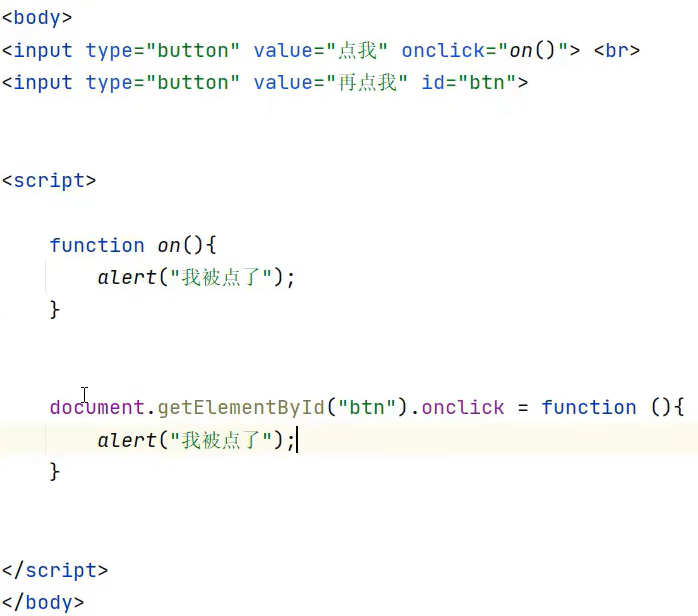 <body>
<input type="button" value="点我" onclick="on()"> <br>
<input type="button" value="再点我" id="btn">
<script>
function on(){
alert("我被点了");
}
document.getElementById("btn").onclick = function (){
alert("我被点了");
}
</script>
</body>